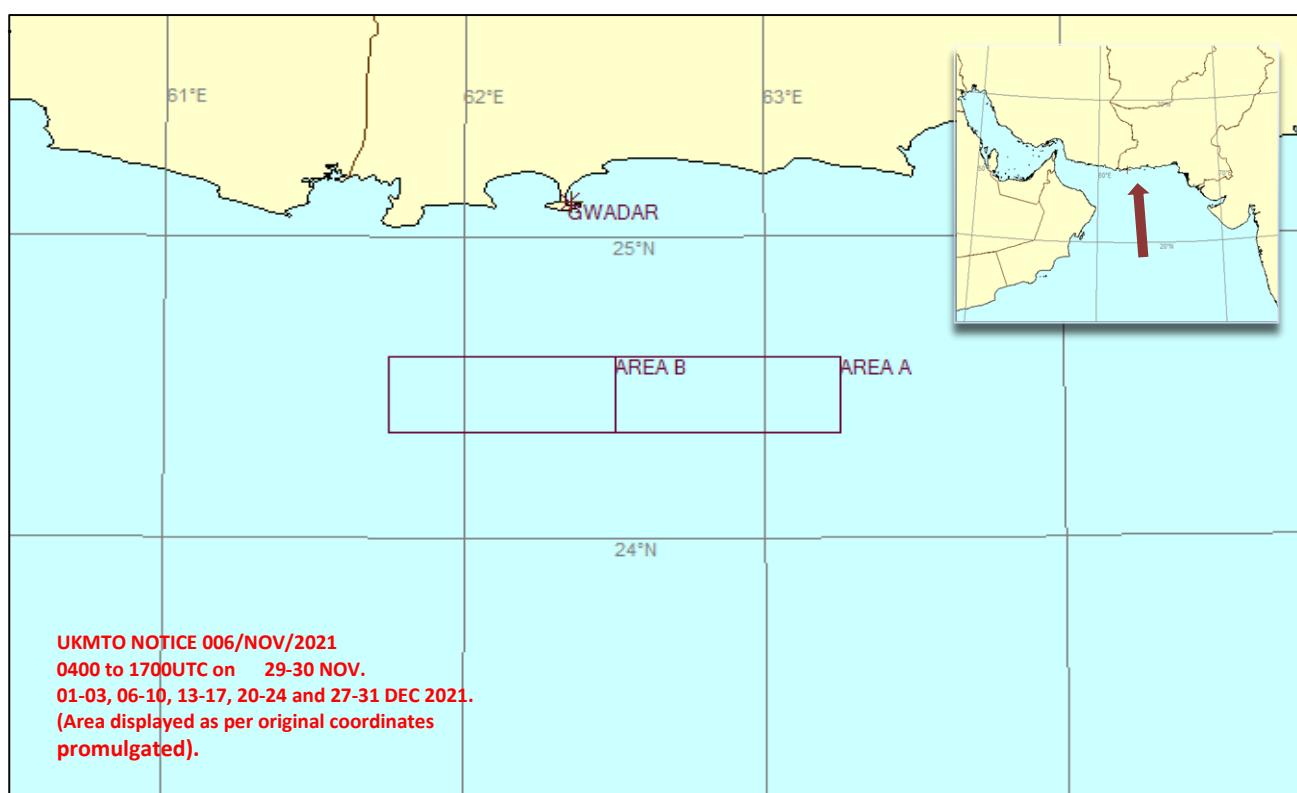 61°E
62°E
63°E
GWADAR
25°N
AREA B
AREA A
24°N
UKMTO NOTICE 006/NOV/2021
0400 to 1700UTC on 29-30 NOV.
01-03, 06-10, 13-17, 20-24 and 27-31 DEC 2021.
(Area displayed as per original coordinates
promulgated).